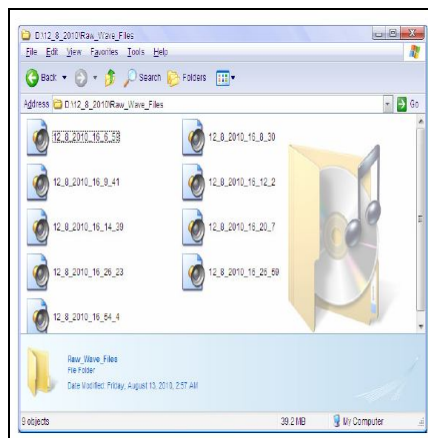 D:\12_8_2010\Raw_Wave_Files
File Edit View Favorites Tools Help
Back Search Folders
Address D:\12_8_2010\Raw_Wave_Files Go
12_8_2010_16_6_58 12_8_2010_16_8_30
12_8_2010_16_9_41 12_8_2010_16_12_2
12_8_2010_16_14_39 12_8_2010_16_20_7
12_8_2010_16_26_23
12_8_2010_16_54_4
Raw_Wave_Files
File Folder
Date Modified: Friday, August 13, 2010, 2:57 AM
9 objects 39.2 MB My Computer